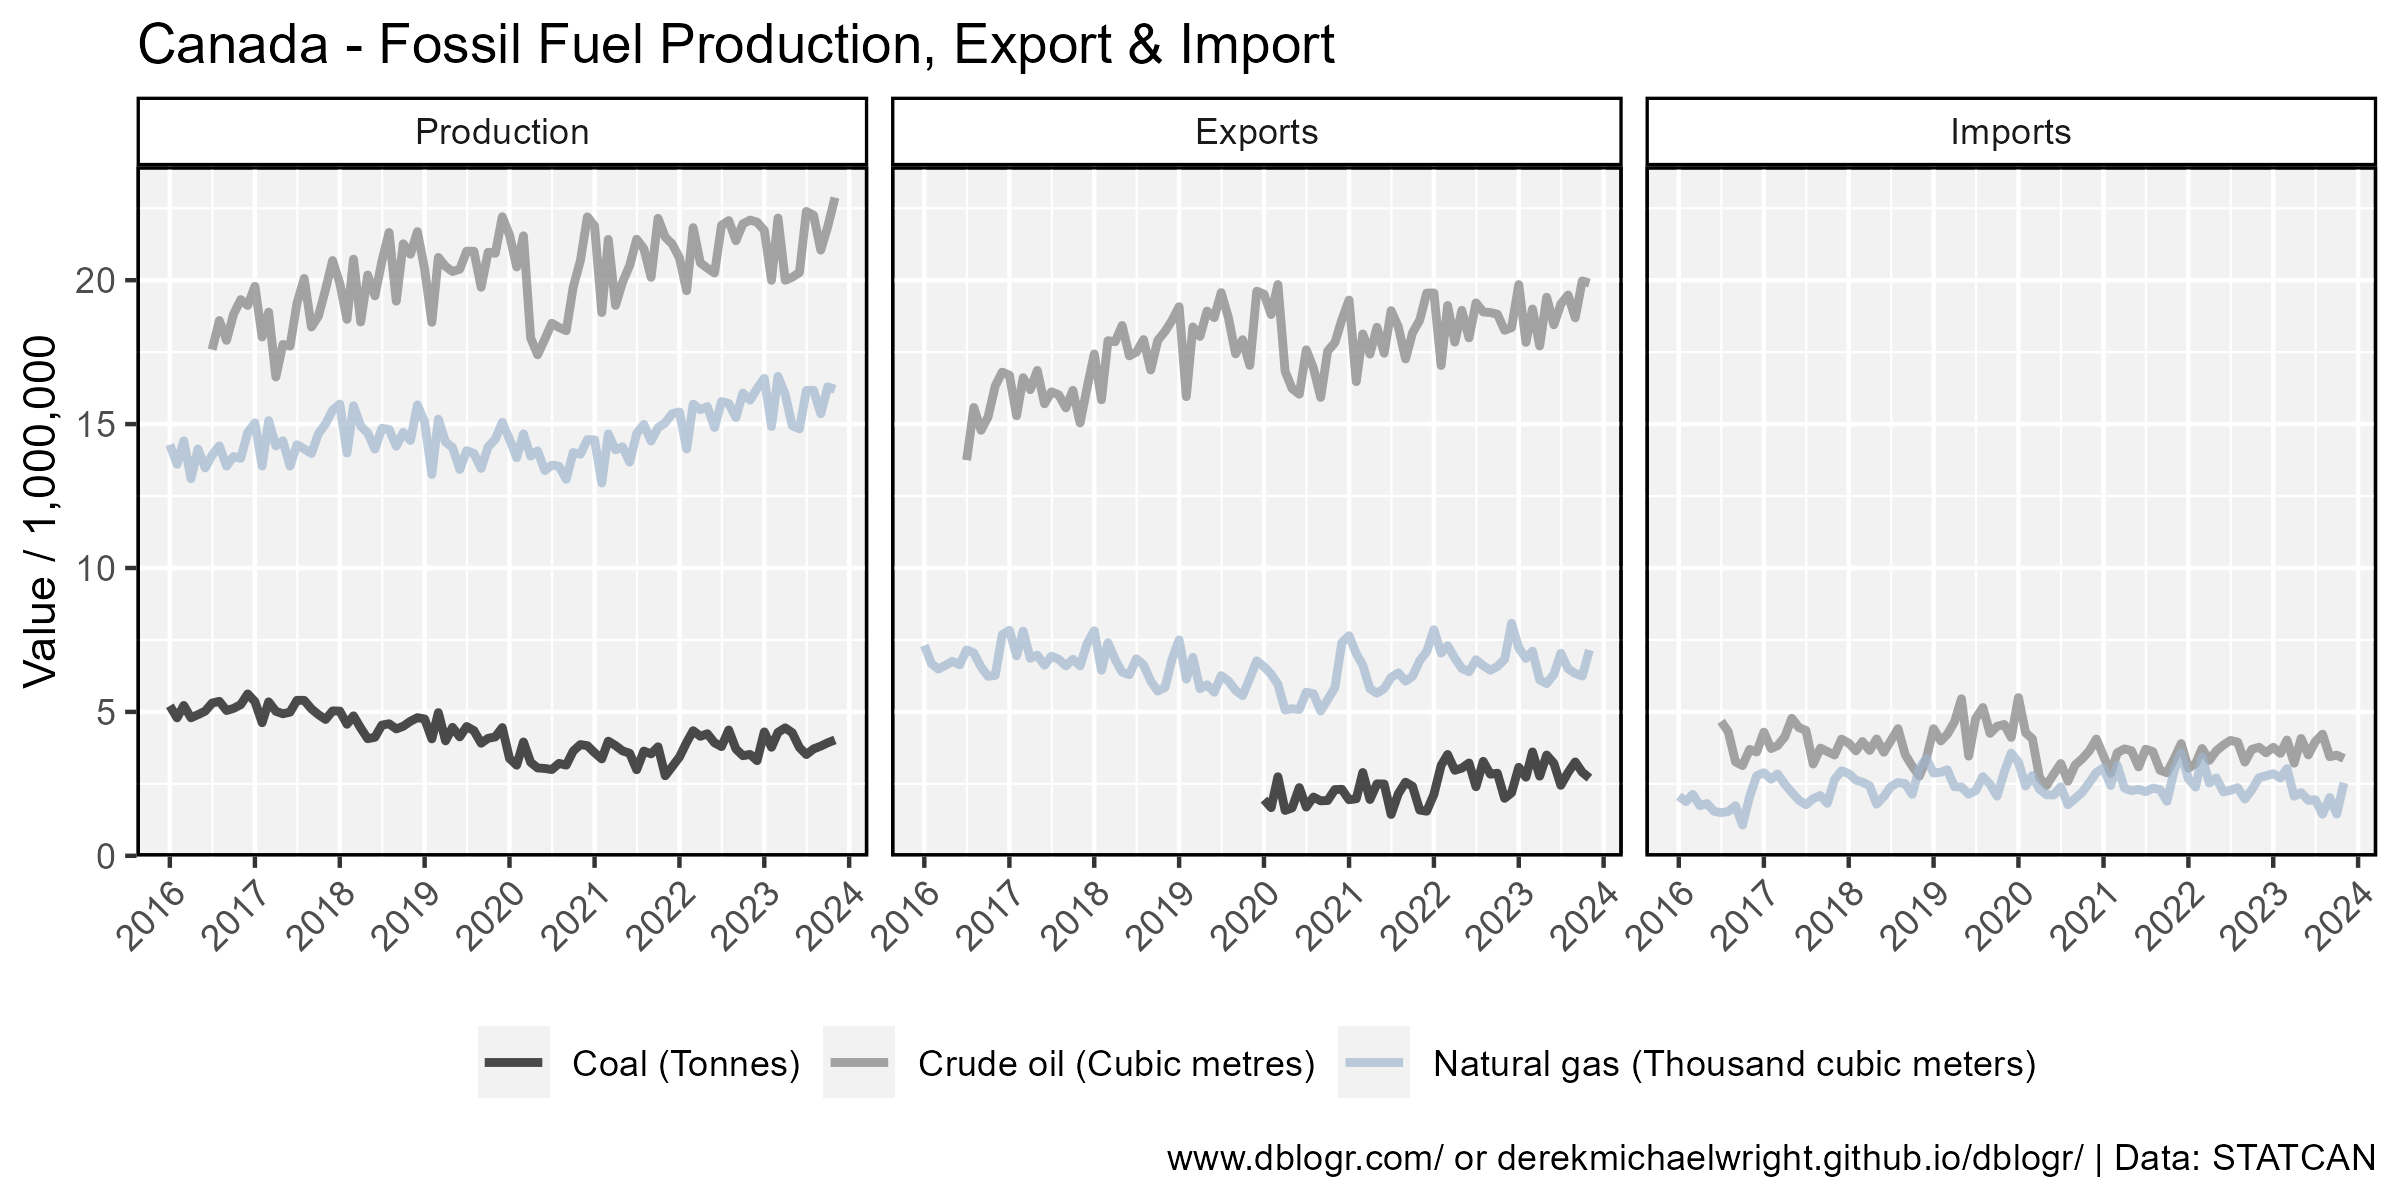 Canada - Fossil Fuel Production, Export & Import
Production
Exports
Imports
Value / 1,000,000
20
15
10
5
0
2016 2017 2018 2019 2020 2021 2022 2023 2024
2016 2017 2018 2019 2020 2021 2022 2023 2024
2016 2017 2018 2019 2020 2021 2022 2023 2024
Coal (Tonnes) Crude oil (Cubic metres) Natural gas (Thousand cubic meters)
www.dblogr.com/ or derekmichaelwright.github.io/dblogr/ | Data: STATCAN